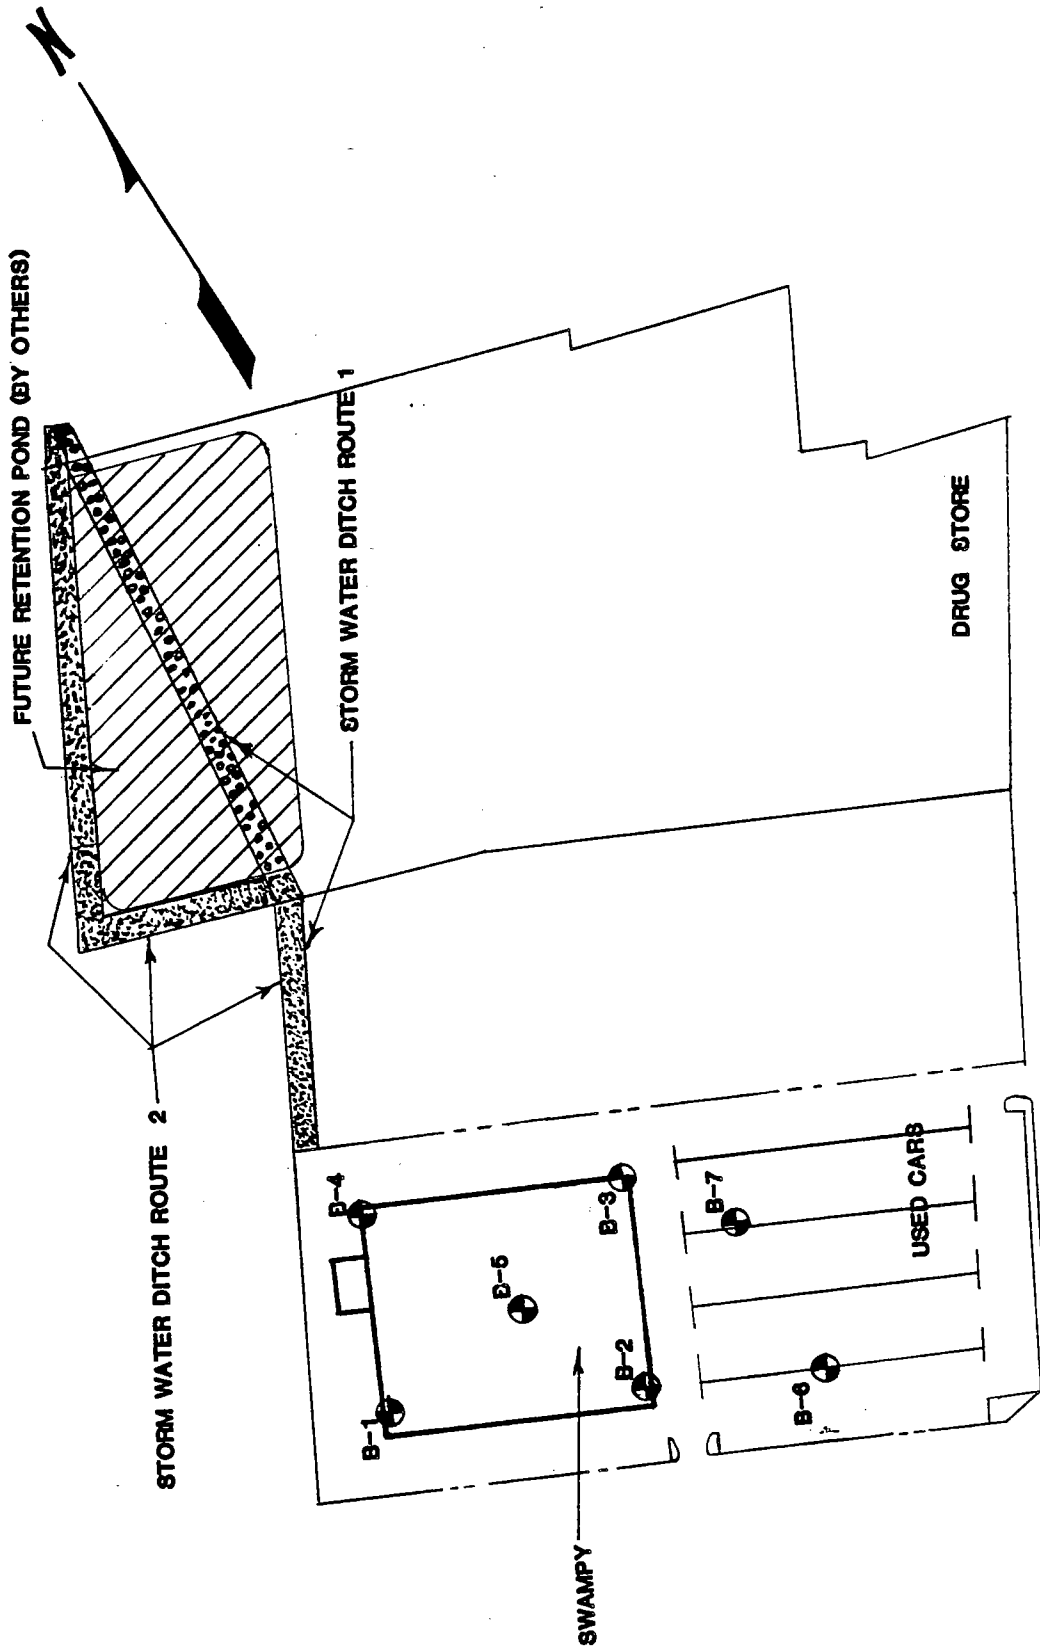 N
FUTURE RETENTION POND (BY OTHERS)
STORM WATER DITCH ROUTE 1
STORM WATER DITCH ROUTE 2
DRUG STORE
B-4
B-3
B-7
USED CARS
B-5
B-2
B-1
B-6
SWAMPY